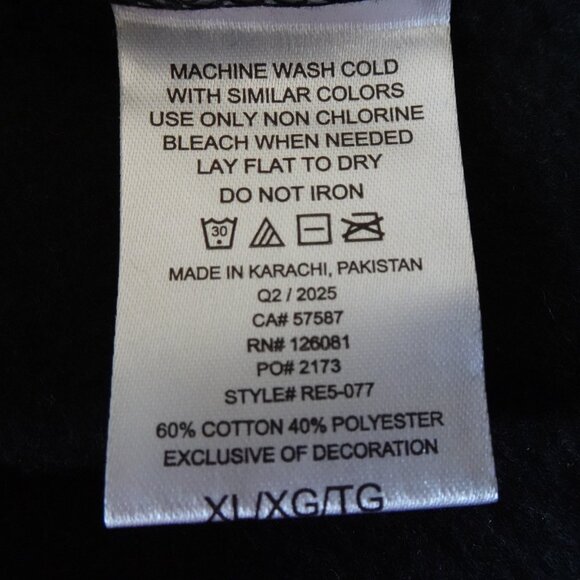 MACHINE WASH COLD
WITH SIMILAR COLORS
USE ONLY NON CHLORINE
BLEACH WHEN NEEDED
LAY FLAT TO DRY
DO NOT IRON
30
MADE IN KARACHI, PAKISTAN
Q2 / 2025
CA# 57587
RN# 126081
PO# 2173
STYLE# RE5-077
60% COTTON 40% POLYESTER
EXCLUSIVE OF DECORATION
XL/XG/TG